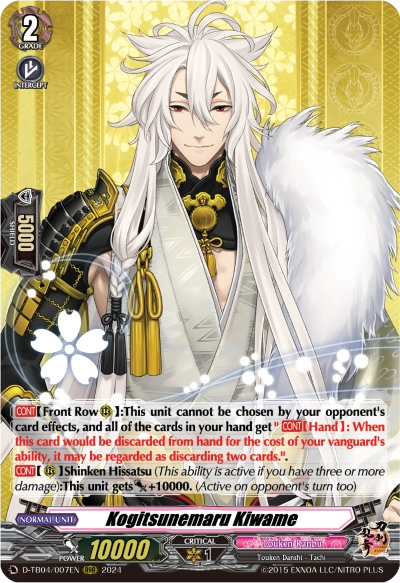 2
GRADE
INTERCEPT
5000
SHIELD
CONT【Front Row RC】:This unit cannot be chosen by your opponent's
card effects, and all of the cards in your hand get " CONT【Hand】: When
this card would be discarded from hand for the cost of your vanguard's
ability, it may be regarded as discarding two cards.".
CONT【RC】Shinken Hissatsu (This ability is active if you have three or more
damage):This unit gets +10000. (Active on opponent's turn too)
NORMAL UNIT
Kogitsunemaru Kiwame
Touken Ranbu
POWER 10000
CRITICAL
1
Touken Danshi - Tachi
D-TB04/007EN RRR 2024
©2015 EXNOA LLC/NITRO PLUS